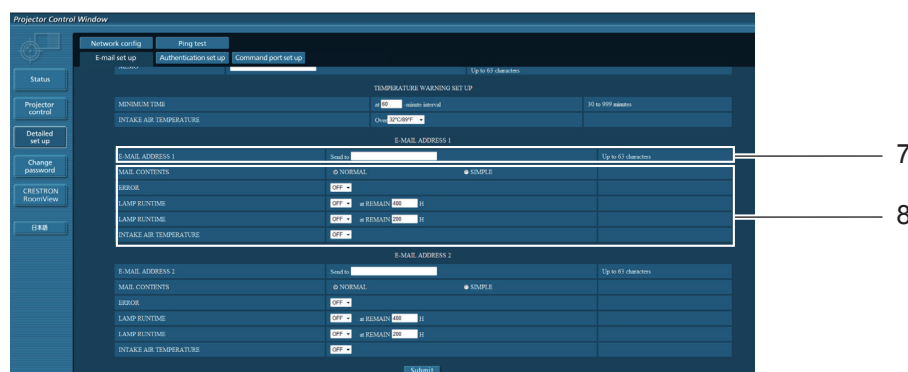 Projector Control Window
Network config Ping test
E-mail set up Authentication set up Command port set up
Status
Projector control
Detailed set up
Change password
CRESTRON RoomView
日本語
MEMO Up to 63 characters
TEMPERATURE WARNING SET UP
MINIMUM TIME at 60 minute interval 30 to 999 minutes
INTAKE AIR TEMPERATURE Over 32°C/89°F
E-MAIL ADDRESS 1
E-MAIL ADDRESS 1 Send to Up to 63 characters
7
MAIL CONTENTS NORMAL SIMPLE
ERROR OFF
LAMP RUNTIME OFF at REMAIN 400 H
LAMP RUNTIME OFF at REMAIN 200 H
8
INTAKE AIR TEMPERATURE OFF
E-MAIL ADDRESS 2
E-MAIL ADDRESS 2 Send to Up to 63 characters
MAIL CONTENTS NORMAL SIMPLE
ERROR OFF
LAMP RUNTIME OFF at REMAIN 400 H
LAMP RUNTIME OFF at REMAIN 200 H
INTAKE AIR TEMPERATURE OFF
Submit